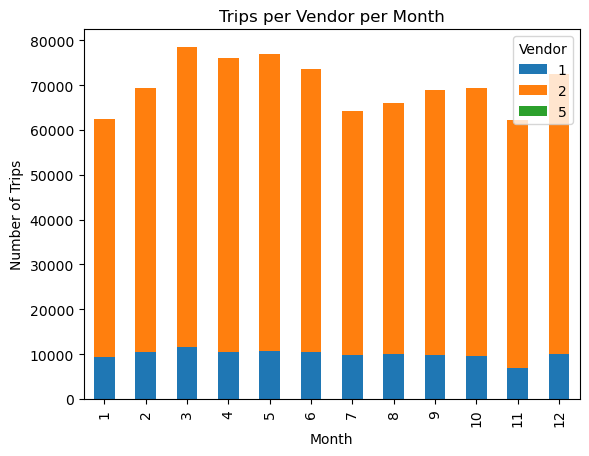 Trips per Vendor per Month
Vendor
1
2
5
Number of Trips
80000
70000
60000
50000
40000
30000
20000
10000
0
1 2 3 4 5 6 7 8 9 10 11 12
Month